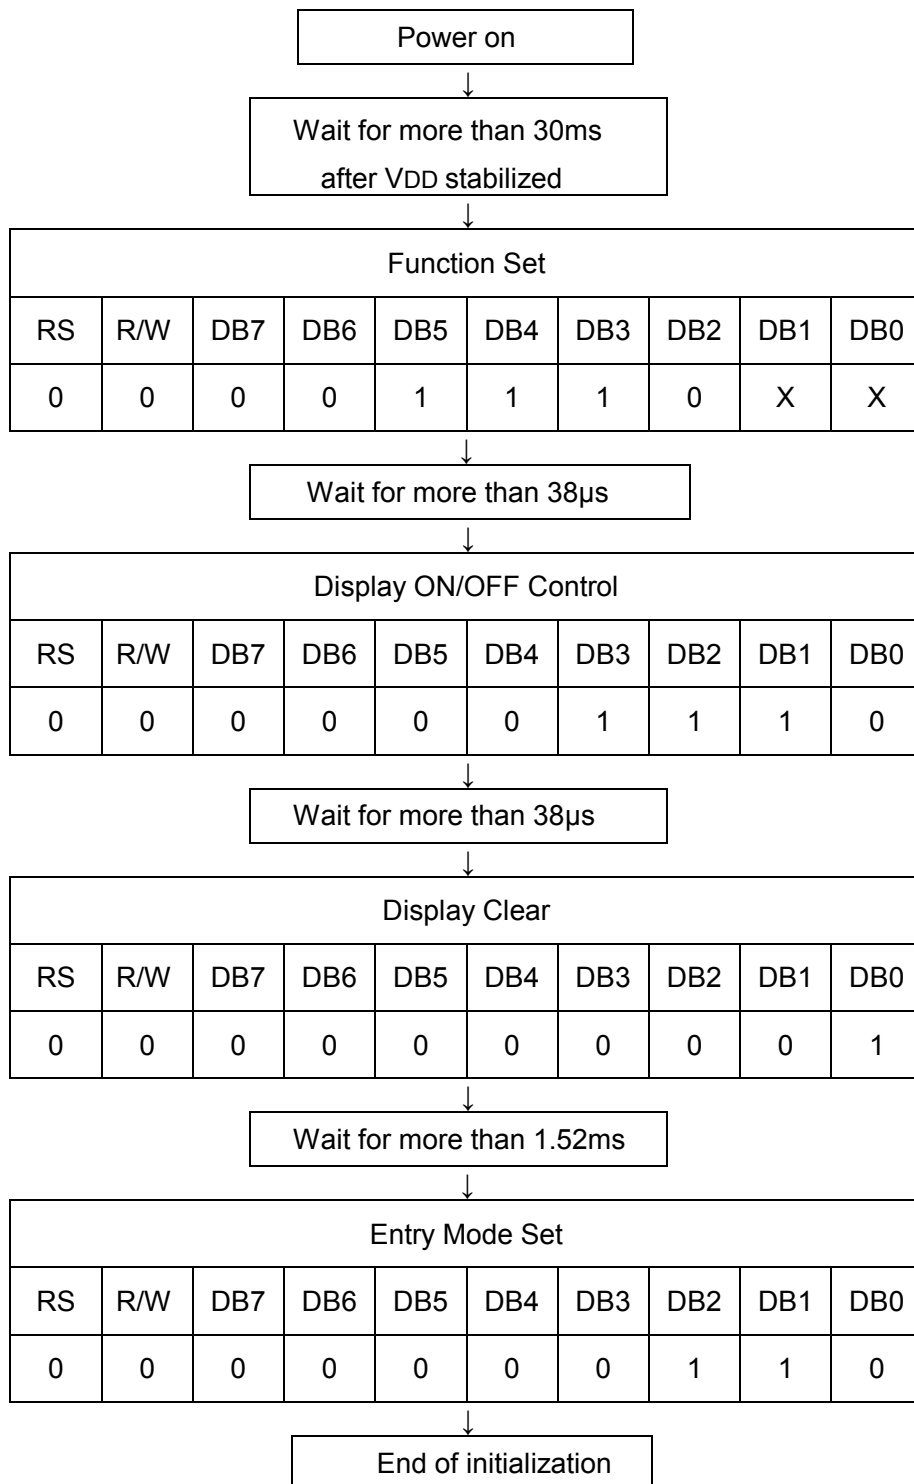 Power on
↓
Wait for more than 30ms
after VDD stabilized
↓
Function Set
RS R/W DB7 DB6 DB5 DB4 DB3 DB2 DB1 DB0
0 0 0 0 1 1 1 0 X X
↓
Wait for more than 38µs
↓
Display ON/OFF Control
RS R/W DB7 DB6 DB5 DB4 DB3 DB2 DB1 DB0
0 0 0 0 0 0 1 1 1 0
↓
Wait for more than 38µs
↓
Display Clear
RS R/W DB7 DB6 DB5 DB4 DB3 DB2 DB1 DB0
0 0 0 0 0 0 0 0 0 1
↓
Wait for more than 1.52ms
↓
Entry Mode Set
RS R/W DB7 DB6 DB5 DB4 DB3 DB2 DB1 DB0
0 0 0 0 0 0 0 1 1 0
↓
End of initialization